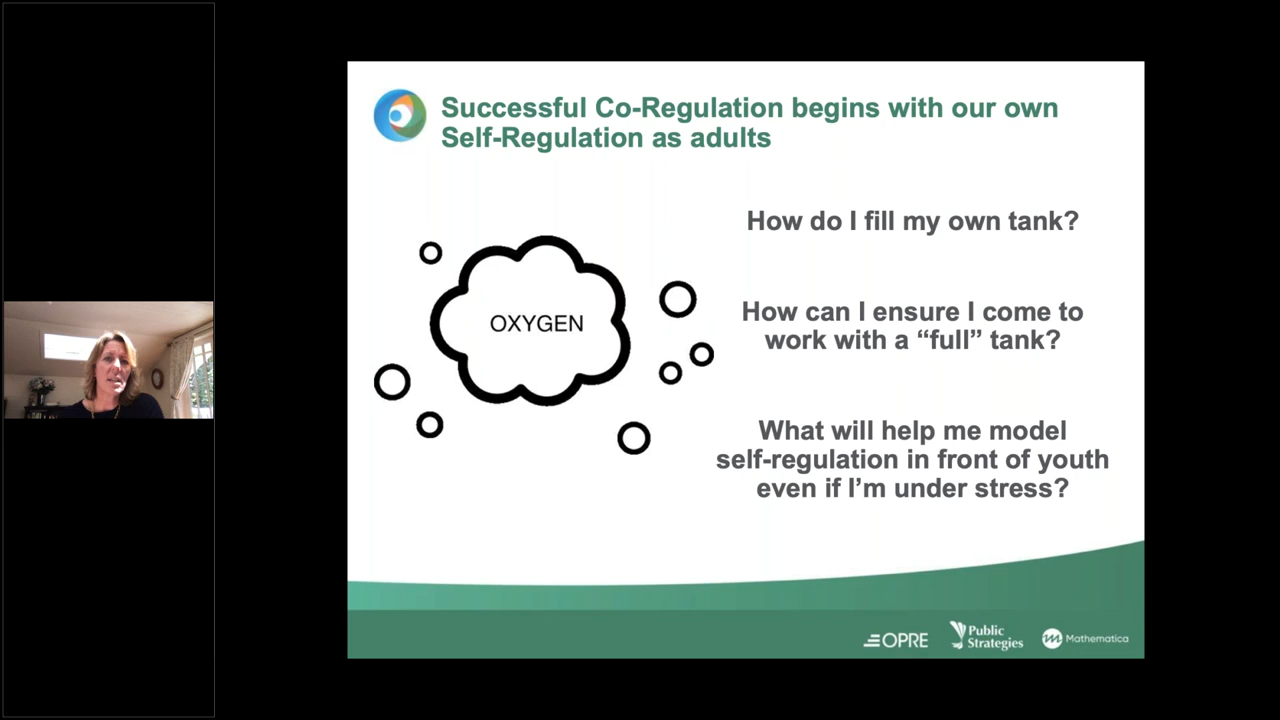 Successful Co-Regulation begins with our own
Self-Regulation as adults
How do I fill my own tank?
OXYGEN
How can I ensure I come to
work with a “full” tank?
What will help me model
self-regulation in front of youth
even if I’m under stress?
OPRE
Public
Strategies
Mathematica